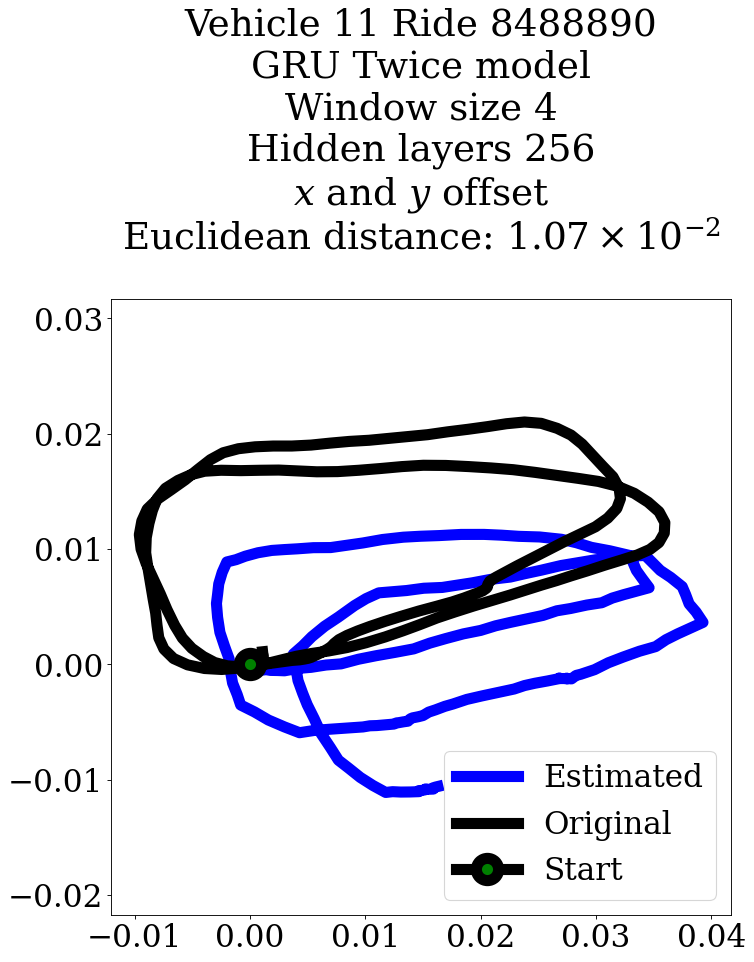 Vehicle 11 Ride 8488890
GRU Twice model
Window size 4
Hidden layers 256
x and y offset
Euclidean distance: 1.07 × 10⁻²
0.03
0.02
0.01
0.00
−0.01
−0.02
Estimated
Original
Start
−0.01 0.00 0.01 0.02 0.03 0.04